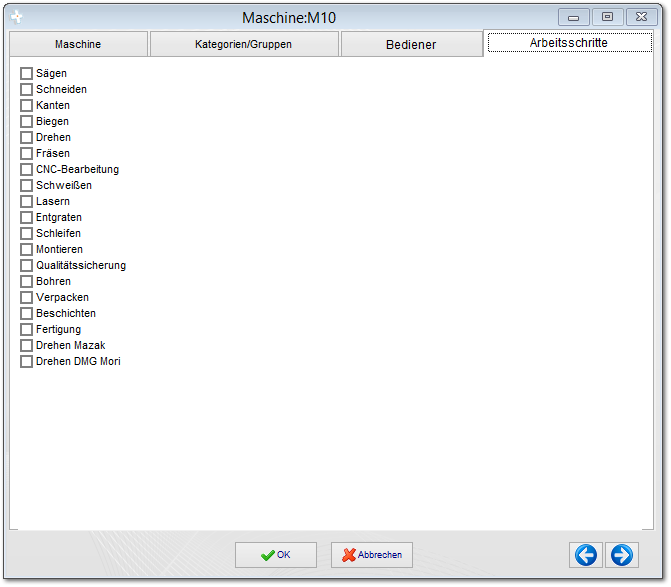 Maschine:M10
Maschine Kategorien/Gruppen Bediener Arbeitsschritte
Sägen
Schneiden
Kanten
Biegen
Drehen
Fräsen
CNC-Bearbeitung
Schweißen
Lasern
Entgraten
Schleifen
Montieren
Qualitätssicherung
Bohren
Verpacken
Beschichten
Fertigung
Drehen Mazak
Drehen DMG Mori
OK Abbrechen